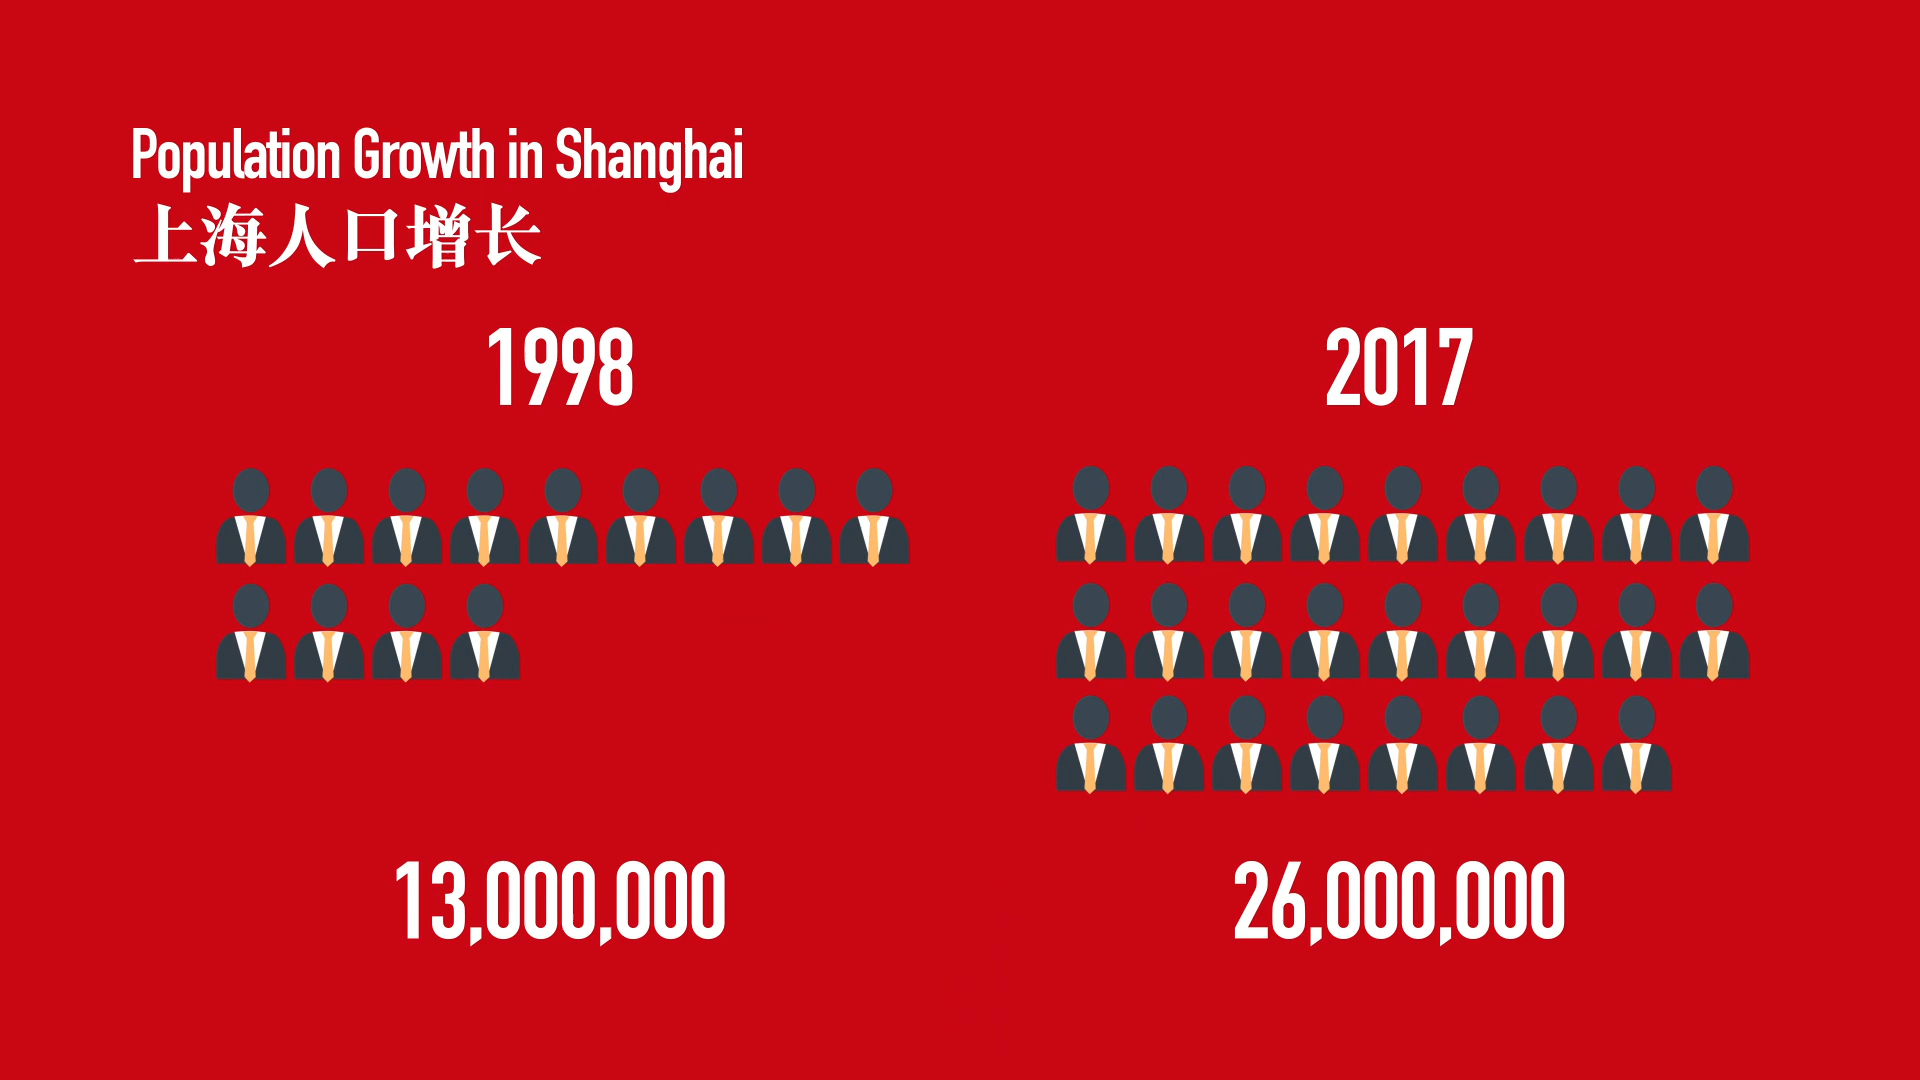 Population Growth in Shanghai
上海人口增长
1998
2017
13,000,000
26,000,000